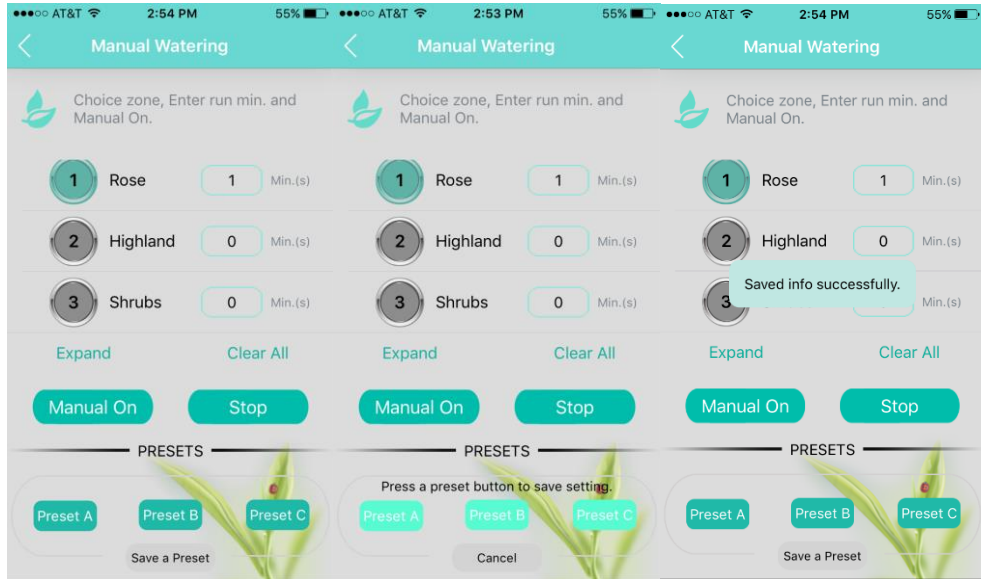 AT&T 2:54 PM 55%
Manual Watering
Choice zone, Enter run min. and
Manual On.
1 Rose 1 Min.(s)
2 Highland 0 Min.(s)
3 Shrubs 0 Min.(s)
Expand Clear All
Manual On Stop
PRESETS
Preset A Preset B Preset C
Save a Preset
AT&T 2:53 PM 55%
Manual Watering
Choice zone, Enter run min. and
Manual On.
1 Rose 1 Min.(s)
2 Highland 0 Min.(s)
3 Shrubs 0 Min.(s)
Expand Clear All
Manual On Stop
PRESETS
Press a preset button to save setting.
Preset A Preset B Preset C
Cancel
AT&T 2:54 PM 55%
Manual Watering
Choice zone, Enter run min. and
Manual On.
1 Rose 1 Min.(s)
2 Highland 0 Min.(s)
Saved info successfully.
3 Min.(s)
Expand Clear All
Manual On Stop
PRESETS
Preset A Preset B Preset C
Save a Preset